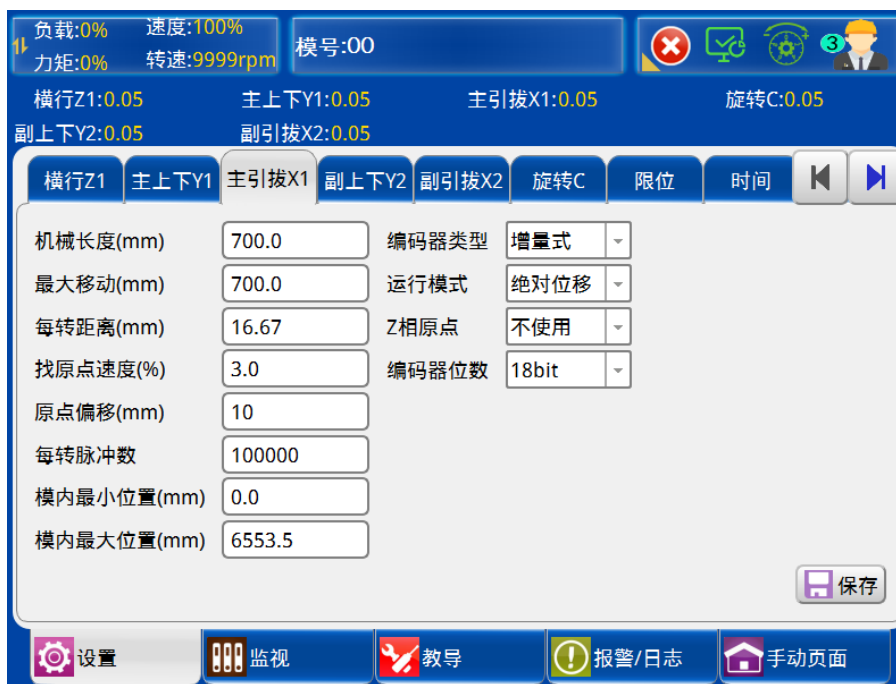 负载:0% 速度:100%
力矩:0% 转速:9999rpm 模号:00 3
横行Z1:0.05 主上下Y1:0.05 主引拔X1:0.05 旋转C:0.05
副上下Y2:0.05 副引拔X2:0.05
横行Z1 主上下Y1 主引拔X1 副上下Y2 副引拔X2 旋转C 限位 时间
机械长度(mm) 700.0 编码器类型 增量式
最大移动(mm) 700.0 运行模式 绝对位移
每转距离(mm) 16.67 Z相原点 不使用
找原点速度(%) 3.0 编码器位数 18bit
原点偏移(mm) 10
每转脉冲数 100000
模内最小位置(mm) 0.0
模内最大位置(mm) 6553.5
保存
设置 监视 教导 报警/日志 手动页面